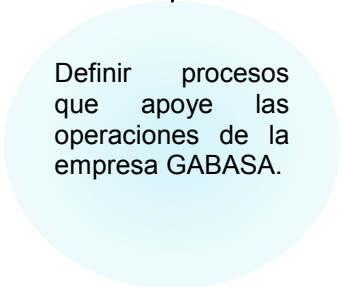 Definir procesos
que apoye las
operaciones de la
empresa GABASA.